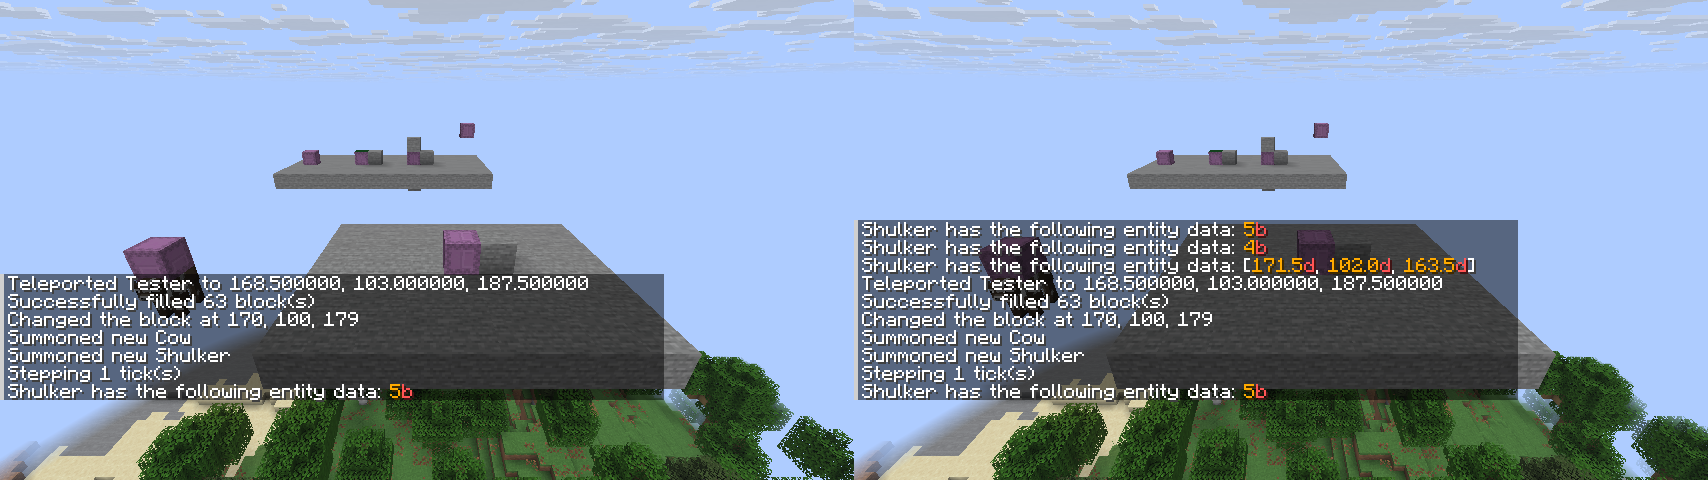 Teleported Tester to 168.500000, 103.000000, 187.500000
Successfully filled 63 block(s)
Changed the block at 170, 100, 179
Summoned new Cow
Summoned new Shulker
Stepping 1 tick(s)
Shulker has the following entity data: 5b
Shulker has the following entity data: 5b
Shulker has the following entity data: 4b
Shulker has the following entity data: [171.5d, 102.0d, 163.5d]
Teleported Tester to 168.500000, 103.000000, 187.500000
Successfully filled 63 block(s)
Changed the block at 170, 100, 179
Summoned new Cow
Summoned new Shulker
Stepping 1 tick(s)
Shulker has the following entity data: 5b